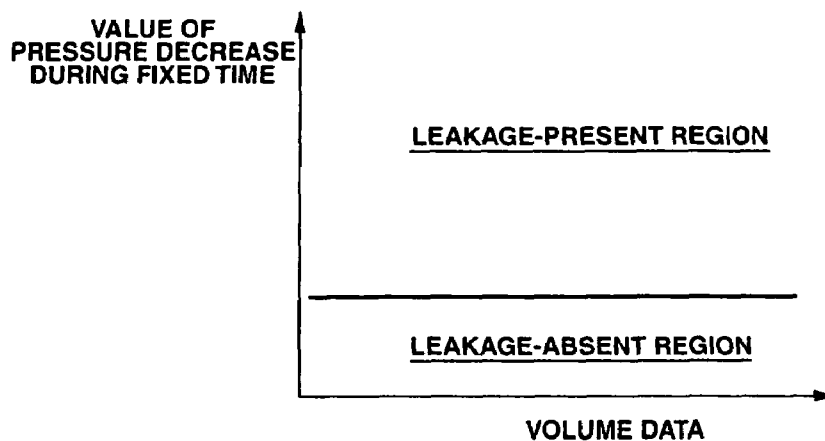 VALUE OF
PRESSURE DECREASE
DURING FIXED TIME
LEAKAGE-PRESENT REGION
LEAKAGE-ABSENT REGION
VOLUME DATA